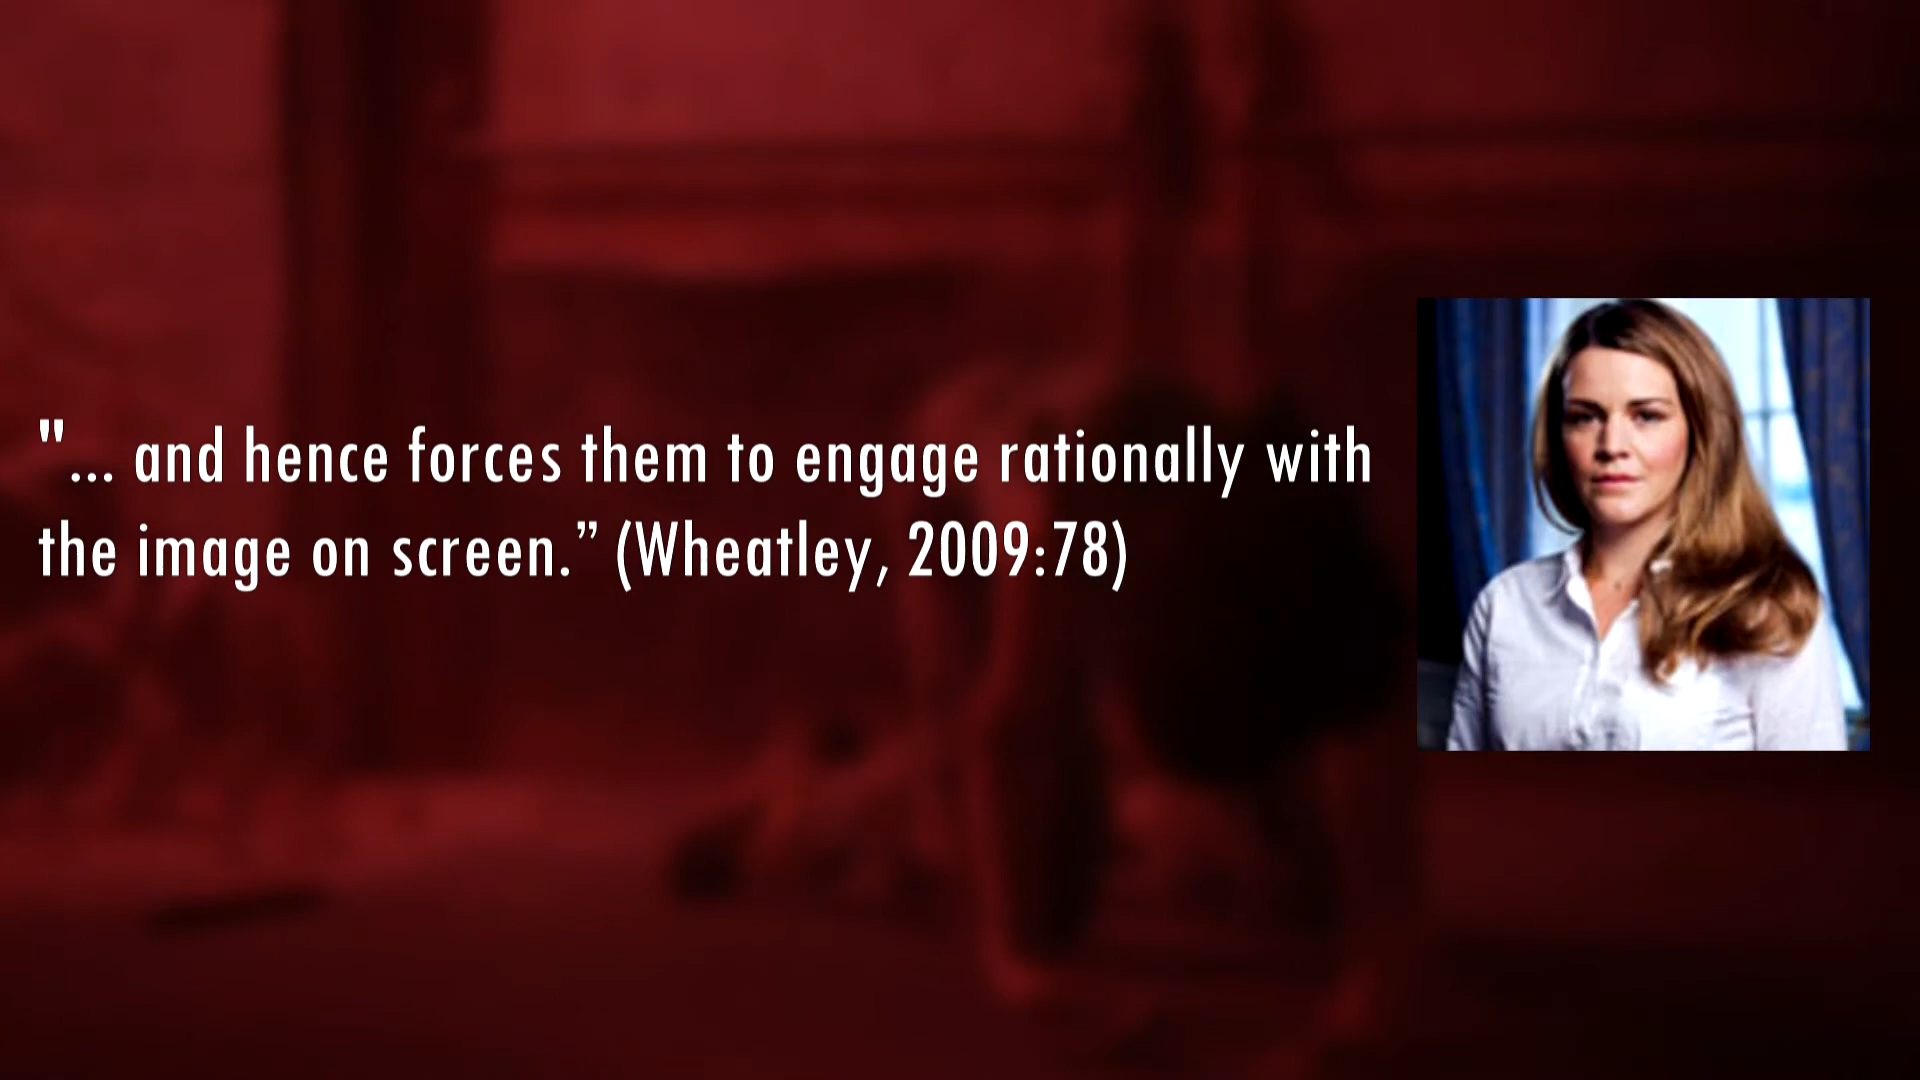 "... and hence forces them to engage rationally with
the image on screen.” (Wheatley, 2009:78)